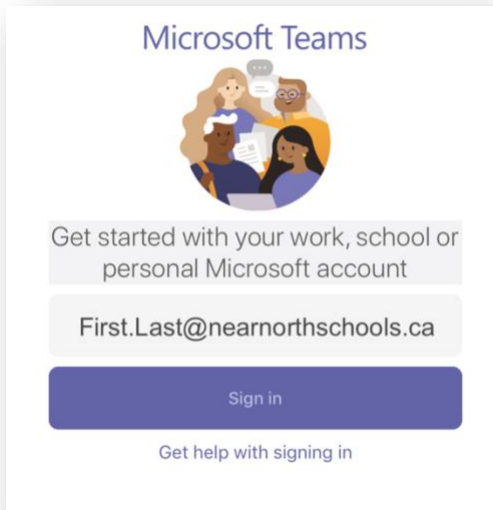 Microsoft Teams
Get started with your work, school or
personal Microsoft account
First.Last@nearnorthschools.ca
Sign in
Get help with signing in